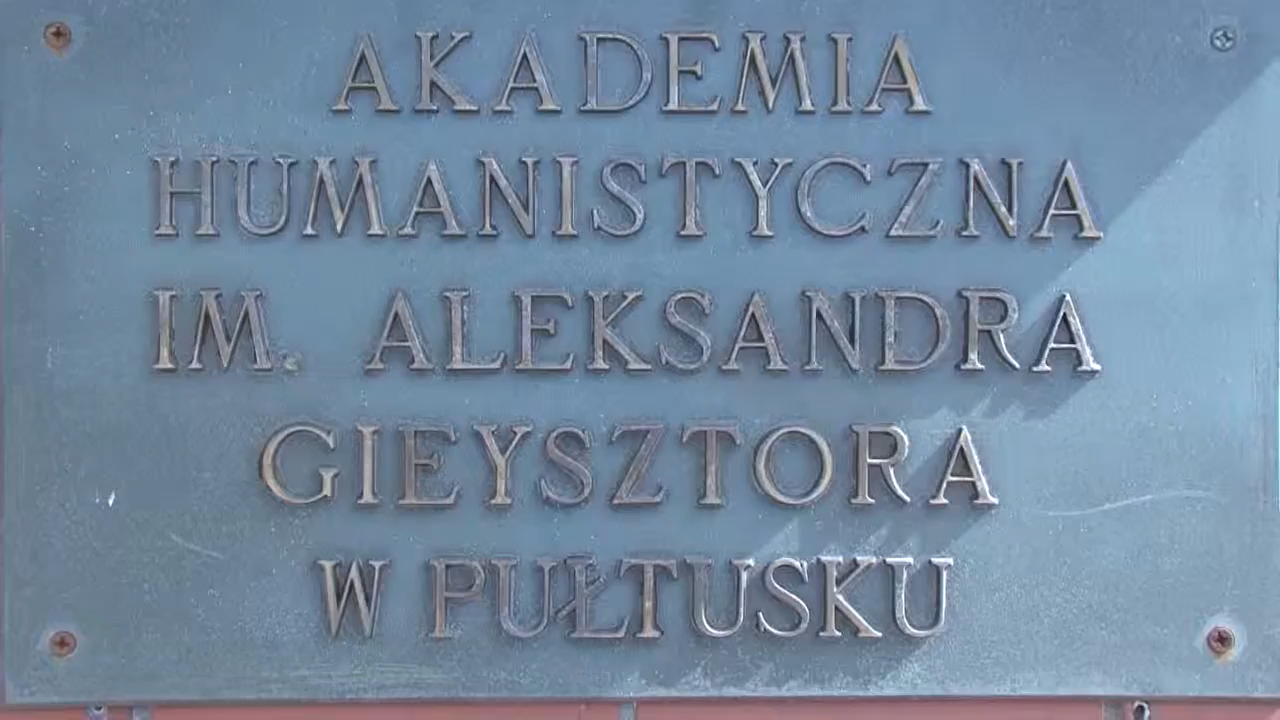 AKADEMIA
HUMANISTYCZNA
IM. ALEKSANDRA
GIEYSZTORA
W PUŁTUSKU